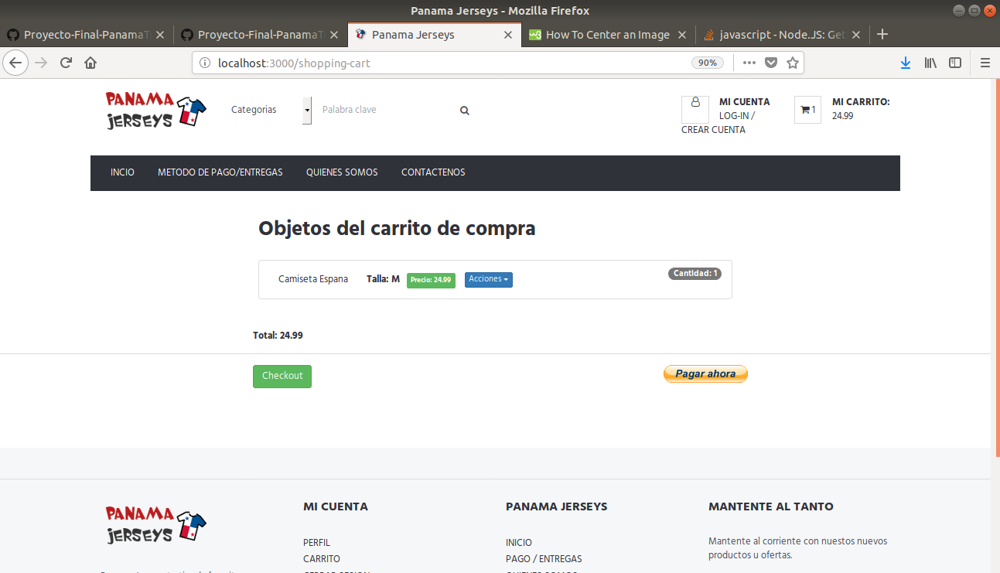 Panama Jerseys - Mozilla Firefox
Proyecto-Final-PanamaT
Proyecto-Final-PanamaT
Panama Jerseys
How To Center an Image
javascript - Node.JS: Get
localhost:3000/shopping-cart
90%
PANAMA JERSEYS
Categorias
Palabra clave
MI CUENTA
LOG-IN /
CREAR CUENTA
1
MI CARRITO:
24.99
INCIO
METODO DE PAGO/ENTREGAS
QUIENES SOMOS
CONTACTENOS
Objetos del carrito de compra
Camiseta Espana
Talla: M
Precio: 24.99
Acciones
Cantidad: 1
Total: 24.99
Checkout
Pagar ahora
PANAMA JERSEYS
MI CUENTA
PERFIL
CARRITO
PANAMA JERSEYS
INICIO
PAGO / ENTREGAS
MANTENTE AL TANTO
Mantente al corriente con nuestos nuevos
productos u ofertas.